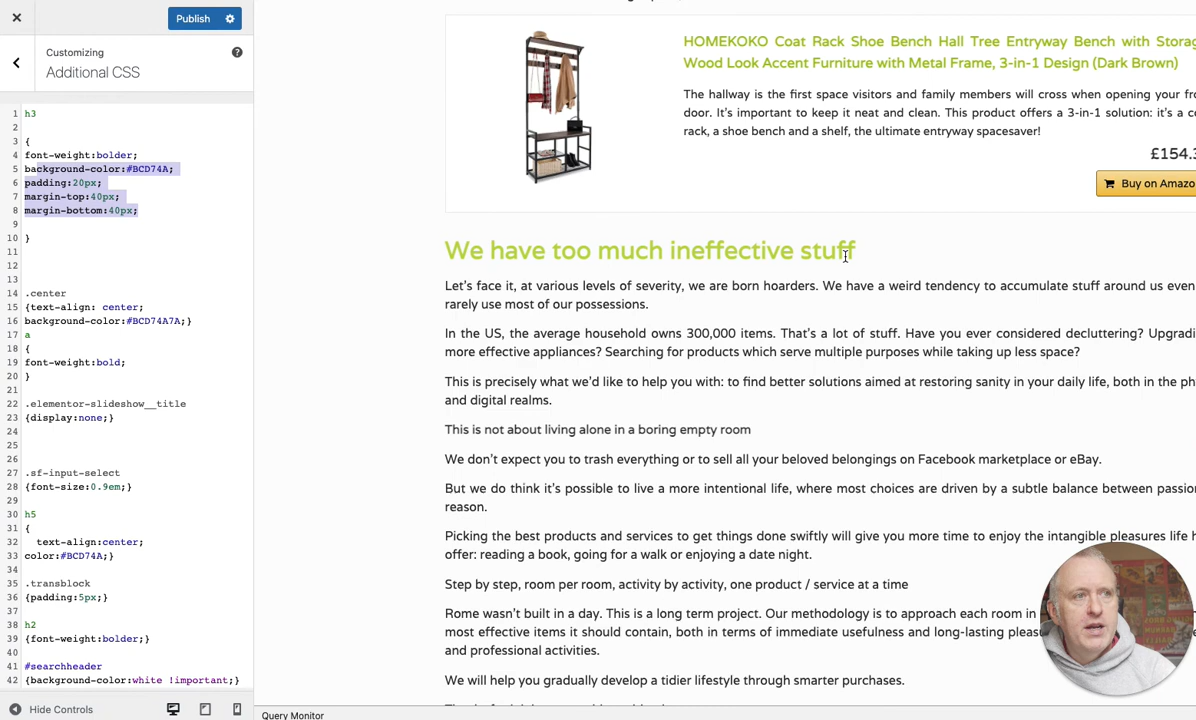 Publish
Customizing
Additional CSS
1 h3
2
3 {
4 font-weight:bolder;
5 background-color:#BCD74A;
6 padding:20px;
7 margin-top:40px;
8 margin-bottom:40px;
9
10 }
11
12
13
14 .center
15 {text-align: center;
16 background-color:#BCD74A7A;}
17 a
18 {
19 font-weight:bold;
20 }
21
22 .elementor-slideshow__title
23 {display:none;}
24
25
26
27 .sf-input-select
28 {font-size:0.9em;}
29
30 h5
31 {
32 text-align:center;
33 color:#BCD74A;}
34
35 .transblock
36 {padding:5px;}
37
38 h2
39 {font-weight:bolder;}
40
41 #searchheader
42 {background-color:white !important;}
Hide Controls
HOMEKOKO Coat Rack Shoe Bench Hall Tree Entryway Bench with Storag
Wood Look Accent Furniture with Metal Frame, 3-in-1 Design (Dark Brown)
The hallway is the first space visitors and family members will cross when opening your fro
door. It's important to keep it neat and clean. This product offers a 3-in-1 solution: it's a co
rack, a shoe bench and a shelf, the ultimate entryway spacesaver!
£154.3
Buy on Amazo
We have too much ineffective stuff
Let's face it, at various levels of severity, we are born hoarders. We have a weird tendency to accumulate stuff around us even
rarely use most of our possessions.
In the US, the average household owns 300,000 items. That's a lot of stuff. Have you ever considered decluttering? Upgradi
more effective appliances? Searching for products which serve multiple purposes while taking up less space?
This is precisely what we'd like to help you with: to find better solutions aimed at restoring sanity in your daily life, both in the ph
and digital realms.
This is not about living alone in a boring empty room
We don't expect you to trash everything or to sell all your beloved belongings on Facebook marketplace or eBay.
But we do think it's possible to live a more intentional life, where most choices are driven by a subtle balance between passio
reason.
Picking the best products and services to get things done swiftly will give you more time to enjoy the intangible pleasures life h
offer: reading a book, going for a walk or enjoying a date night.
Step by step, room per room, activity by activity, one product / service at a time
Rome wasn't built in a day. This is a long term project. Our methodology is to approach each room in
most effective items it should contain, both in terms of immediate usefulness and long-lasting pleas
and professional activities.
We will help you gradually develop a tidier lifestyle through smarter purchases.
Query Monitor